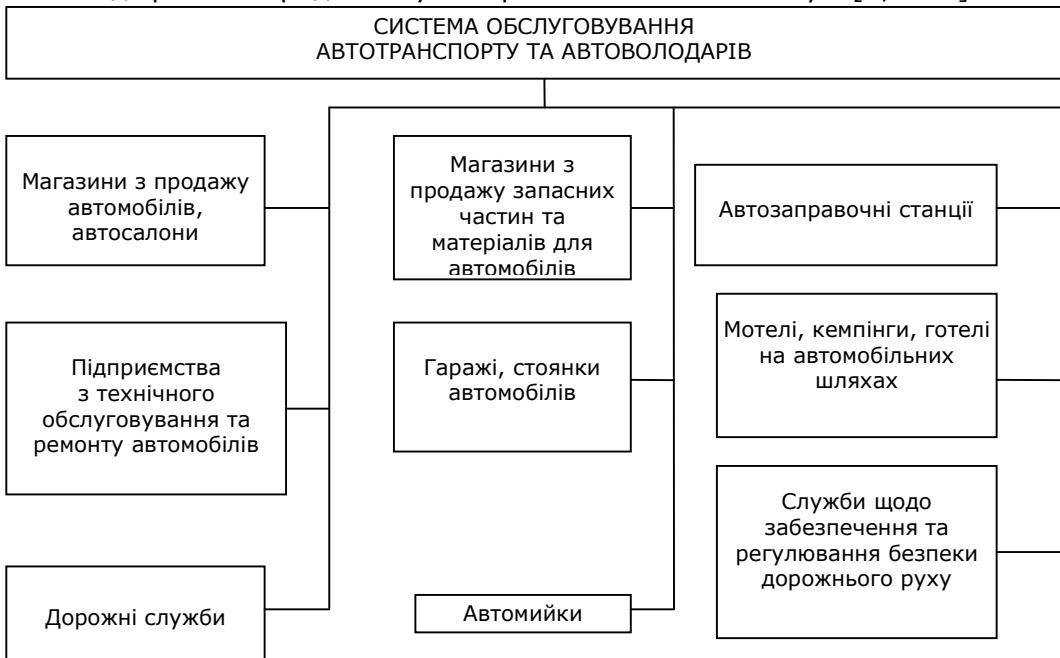 СИСТЕМА ОБСЛУГОВУВАННЯ
АВТОТРАНСПОРТУ ТА АВТОВОЛОДАРІВ
Магазини з продажу
автомобілів,
автосалони
Магазини з
продажу запасних
частин та
матеріалів для
автомобілів
Автозаправочні станції
Підприємства
з технічного
обслуговування та
ремонту автомобілів
Гаражі, стоянки
автомобілів
Мотелі, кемпінги, готелі
на автомобільних
шляхах
Дорожні служби
Автомийки
Служби щодо
забезпечення та
регулювання безпеки
дорожнього руху